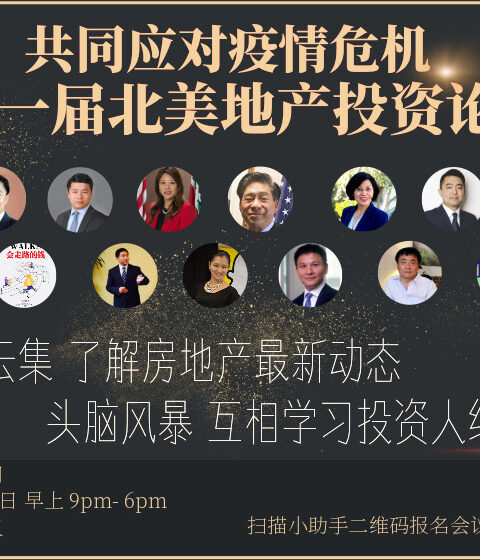 共同应对疫情危机
一届北美地产投资论
WALK
会走路的钱
云集 了解房地产最新动态
头脑风暴 互相学习投资人经
日 早上 9pm- 6pm
扫描小助手二维码报名会议